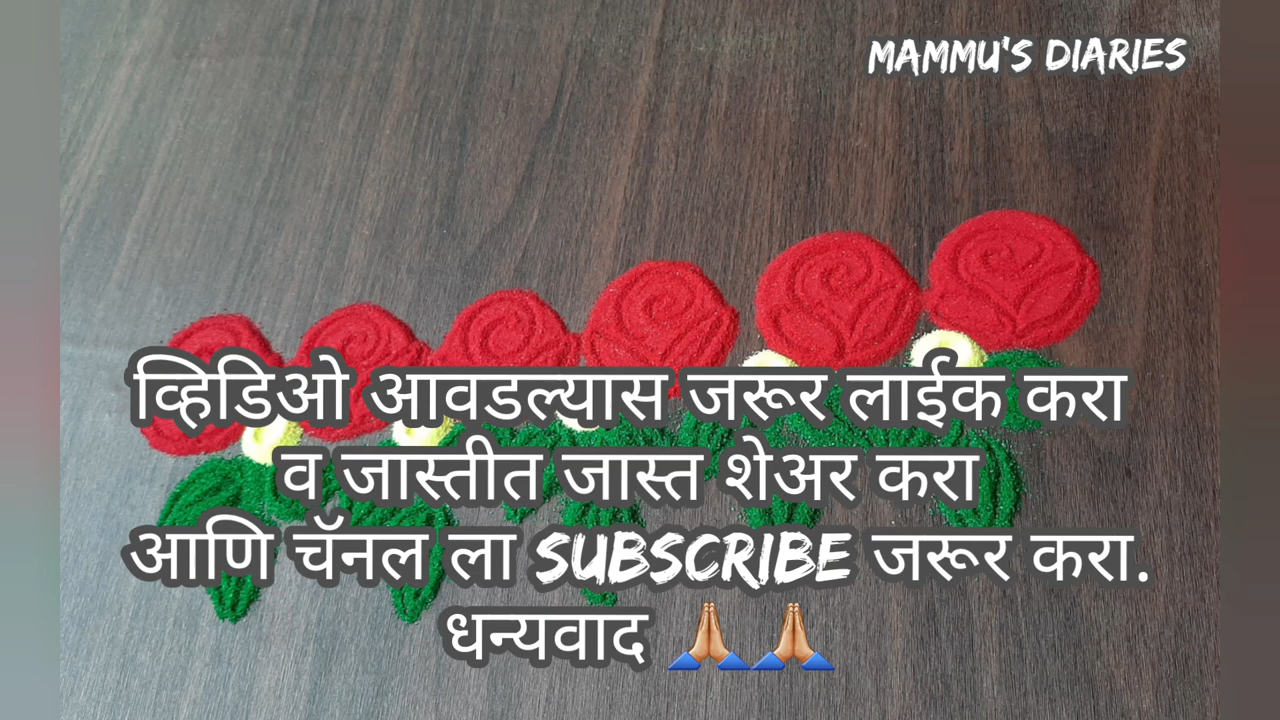 MAMMU'S DIARIES
व्हिडिओ आवडल्यास जरूर लाईक करा
व जास्तीत जास्त शेअर करा
आणि चॅनल ला SUBSCRIBE जरूर करा.
धन्यवाद 🙏🙏